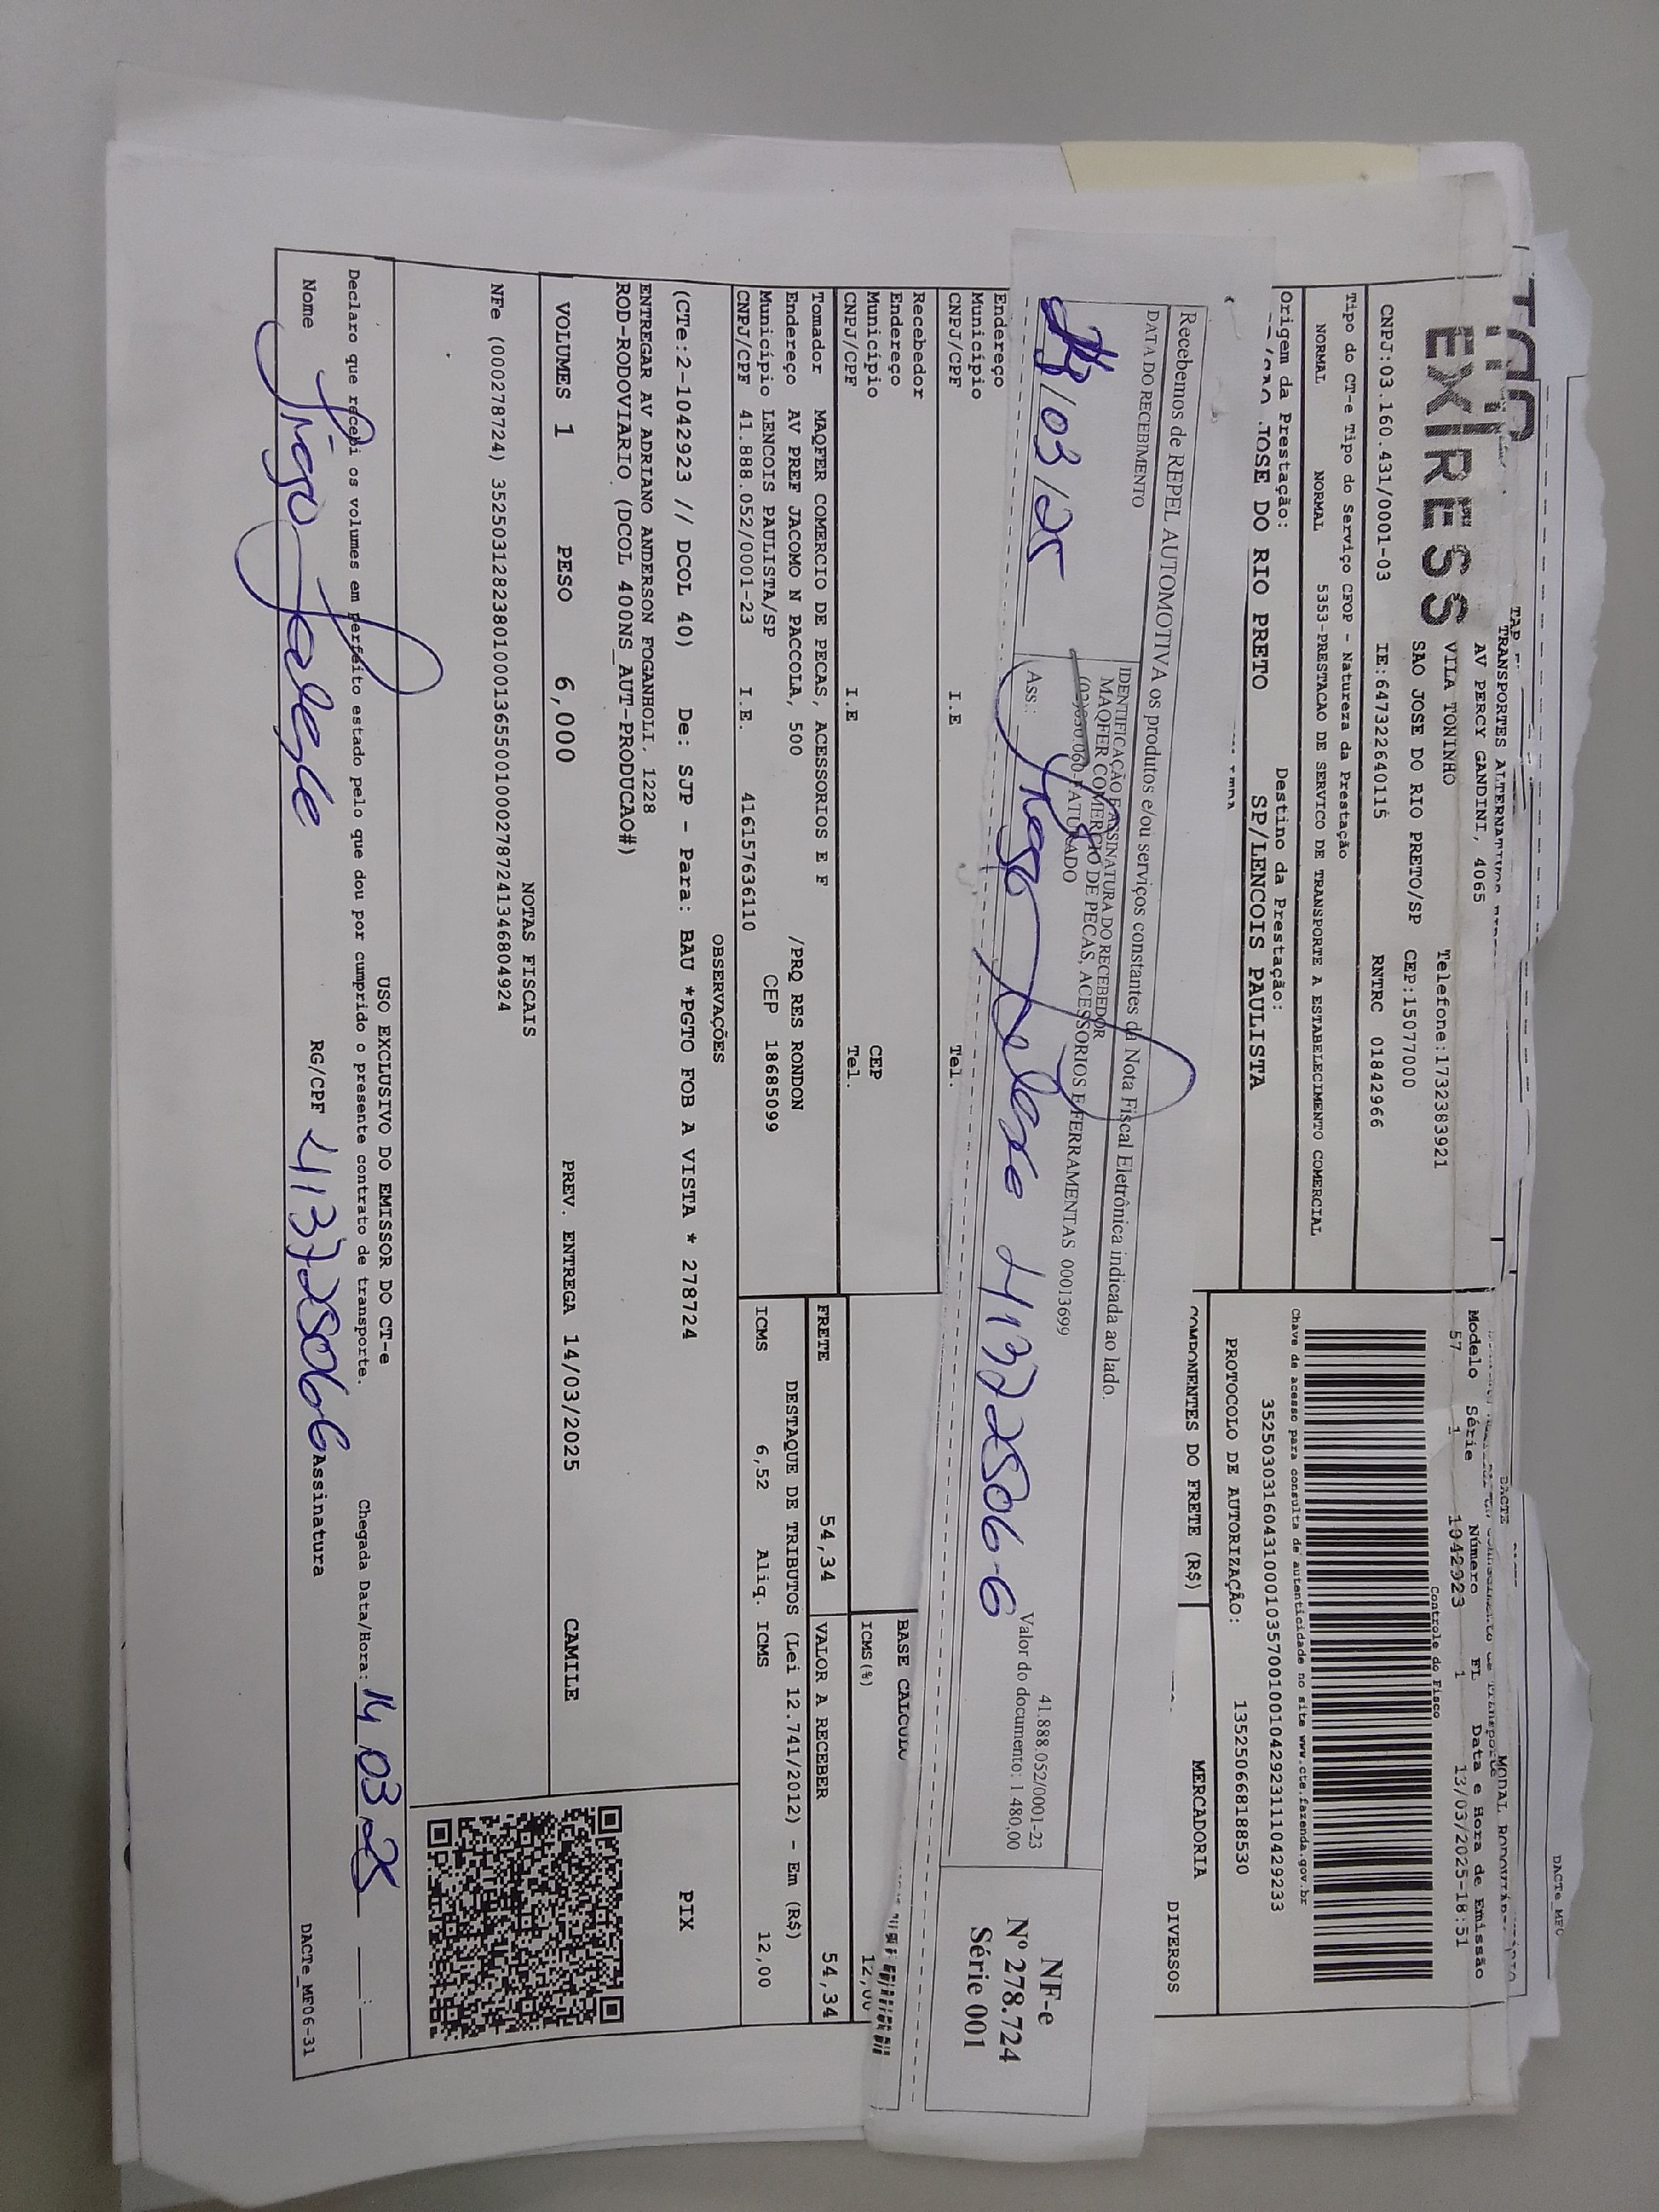 EXPRESS
TRANSPORTES
AV PERCY GANDINI, 4065
VILA TONINHO
Telefone:1732383921
SAO JOSE DO RIO PRETO/SP CEP:15077000
CNPJ:03.160.431/0001-03 IE:647322640115 RNTRC 01842966
DACTE
MODAL
Modelo Série Número FL Data e Hora de Emissão
57 1 1042923 1 13/03/2025-18:51
Controle do Fisco
Chave de acesso para consulta de autenticidade no site www.cte.fazenda.gov.br
35250303160431000103570010010429231110429233
PROTOCOLO DE AUTORIZAÇÃO: 135250668188530
Tipo do CT-e Tipo do Serviço CFOP - Natureza da Prestação
NORMAL NORMAL 5353-PRESTACAO DE SERVICO DE TRANSPORTE A ESTABELECIMENTO COMERCIAL
Origem da Prestação: Destino da Prestação:
JOSE DO RIO PRETO SP/LENCOIS PAULISTA
COMPONENTES DO FRETE (R$) MERCADORIA DIVERSOS
Recebemos de REPEL AUTOMOTIVA os produtos e/ou serviços constantes da Nota Fiscal Eletrônica indicada ao lado.
DATA DO RECEBIMENTO
IDENTIFICAÇÃO E ASSINATURA DO RECEBEDOR
MAQFER COMERCIO DE PECAS, ACESSORIOS E FERRAMENTAS 00013699 41.888.052/0001-23
FATURADO
Valor do documento: 1 480,00
/03/25
Ass.: 41372506-6
NF-e
Nº 278.724
Série 001
Endereço
Município
CNPJ/CPF I.E Tel.
Recebedor
Endereço
Município CEP
CNPJ/CPF I.E Tel.
BASE CALCULO
ICMS(%) 12,00
Tomador MAQFER COMERCIO DE PECAS, ACESSORIOS E F
Endereço AV PREF JACOMO N PACCOLA, 500 /PRQ RES RONDON
Município LENCOIS PAULISTA/SP CEP 18685099
CNPJ/CPF 41.888.052/0001-23 I.E. 416157636110
FRETE 54,34 VALOR A RECEBER 54,34
DESTAQUE DE TRIBUTOS (Lei 12.741/2012) - Em (R$)
ICMS 6,52 Aliq. ICMS 12,00
OBSERVAÇÕES
(CTe:2-1042923 // DCOL 40) De: SJP - Para: BAU *PGTO FOB A VISTA * 278724
ENTREGAR AV ADRIANO ANDERSON FOGANHOLI, 1228
ROD-RODOVIARIO (DCOL 400NS_AUT-PRODUCAO#)
PIX
VOLUMES 1 PESO 6,000 PREV. ENTREGA 14/03/2025 CAMILE
NOTAS FISCAIS
NFe (000278724) 35250312823801000136550010002787241346804924
USO EXCLUSIVO DO EMISSOR DO CT-e
Declaro que recebi os volumes em perfeito estado pelo que dou por cumprido o presente contrato de transporte.
Chegada Data/Hora: 14 03 25
Nome RG/CPF 413725066 Assinatura
DACTe_MF06-31